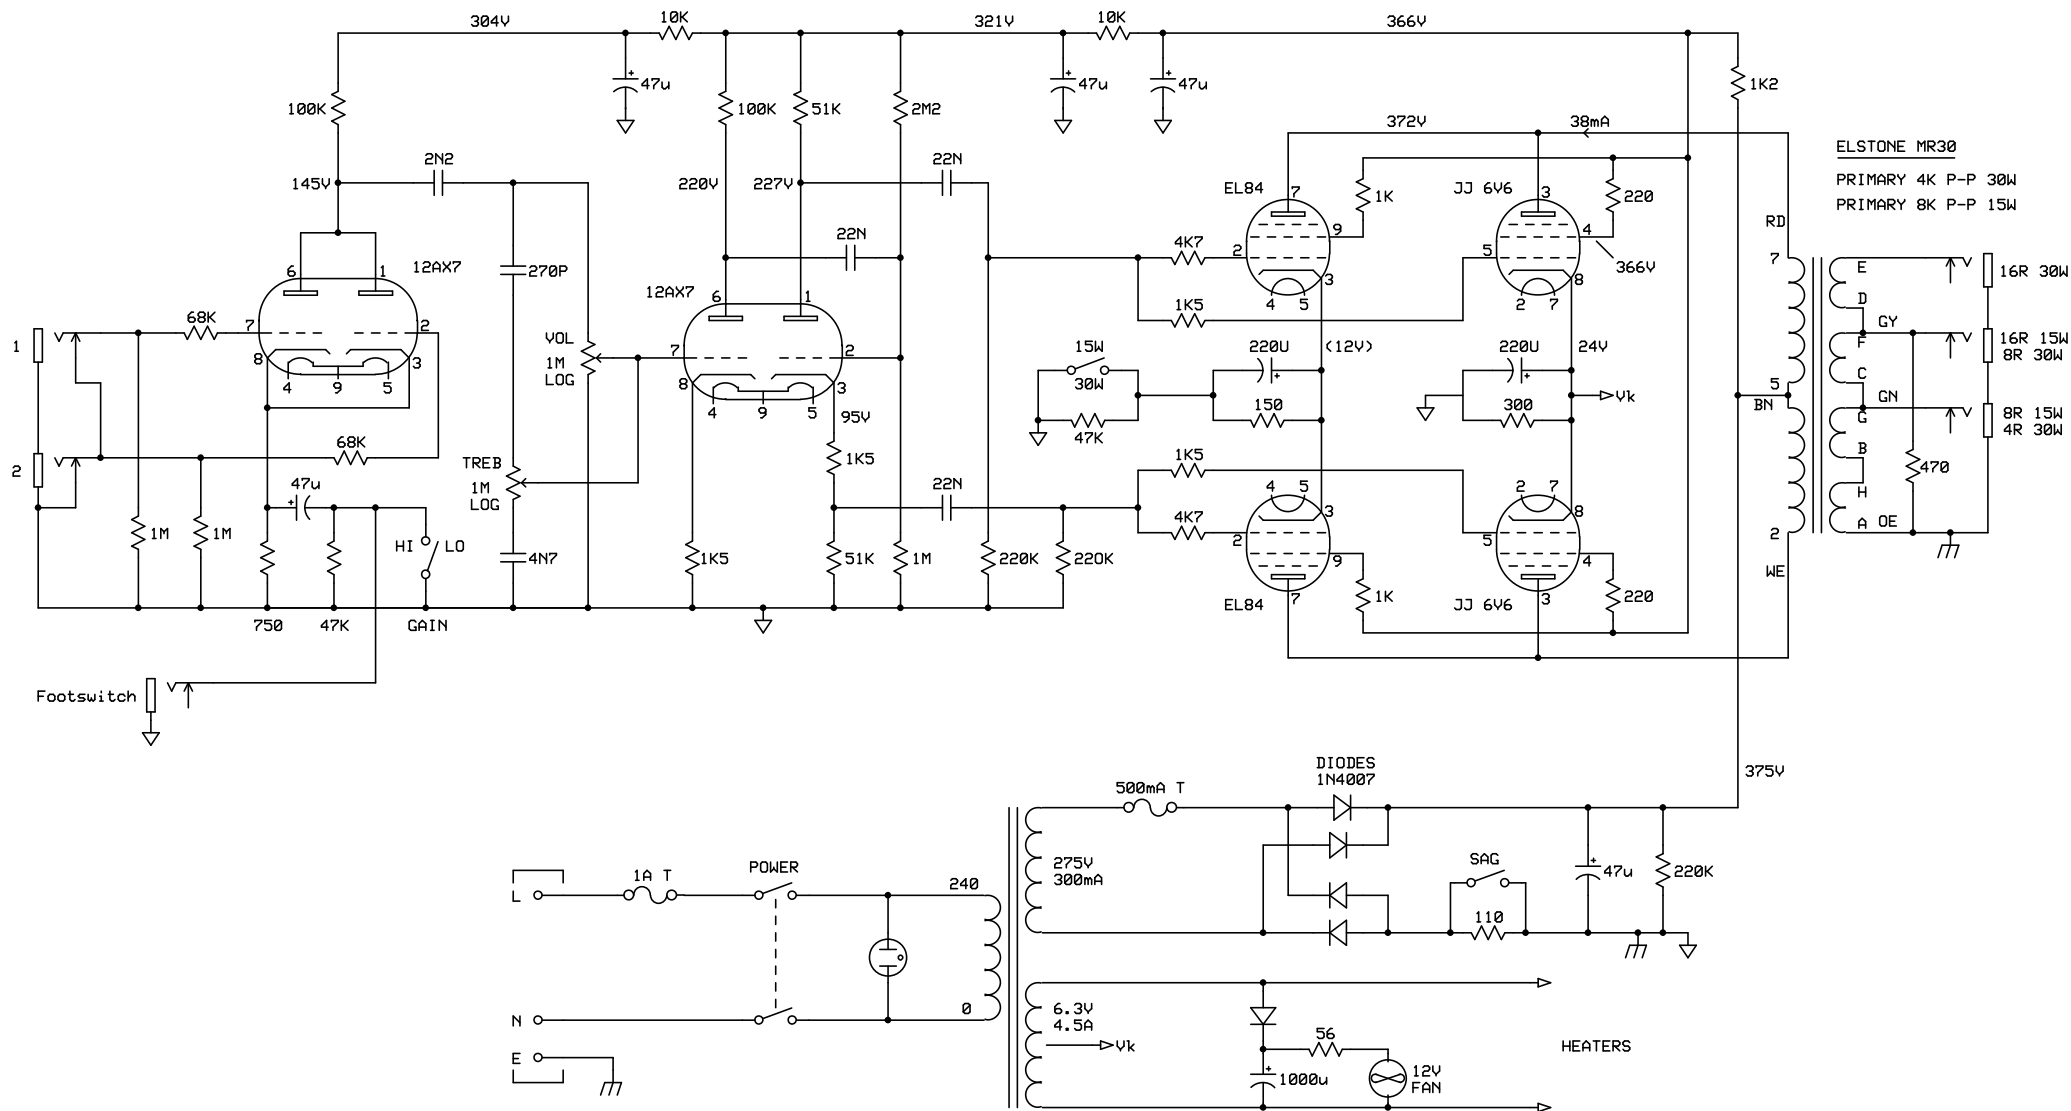 304V
10K
321V
10K
366V
47u
47u
47u
1K2
100K
100K
51K
2M2
372V
38mA
ELSTONE MR30
PRIMARY 4K P-P 30W
PRIMARY 8K P-P 15W
2N2
22N
145V
220V
227V
EL84
7
1K
JJ 6V6
3
220
RD
22N
4K7
2
9
5
4
366V
6
1
12AX7
270P
12AX7
6
1
3
4
5
8
2
7
7
E
16R 30W
D
1K5
68K
7
2
8
3
4
9
5
1
VOL
1M
LOG
7
2
8
3
4
9
5
15W
30W
47K
220U
(12V)
150
220U
24V
300
Vk
GY
F
16R 15W
8R 30W
C
5
BN
GN
G
8R 15W
4R 30W
B
95V
68K
2
47u
TREB
1M
LOG
1K5
22N
1K5
4
5
3
2
7
8
470
H
A
OE
1M
1M
HI
LO
4N7
1K5
51K
1M
220K
220K
4K7
2
9
5
4
2
WE
750
47K
GAIN
EL84
7
1K
JJ 6V6
3
220
Footswitch
DIODES
1N4007
375V
500mA T
275V
300mA
SAG
110
47u
220K
L
1A T
POWER
240
N
0
E
6.3V
4.5A
Vk
56
1000u
12V
FAN
HEATERS